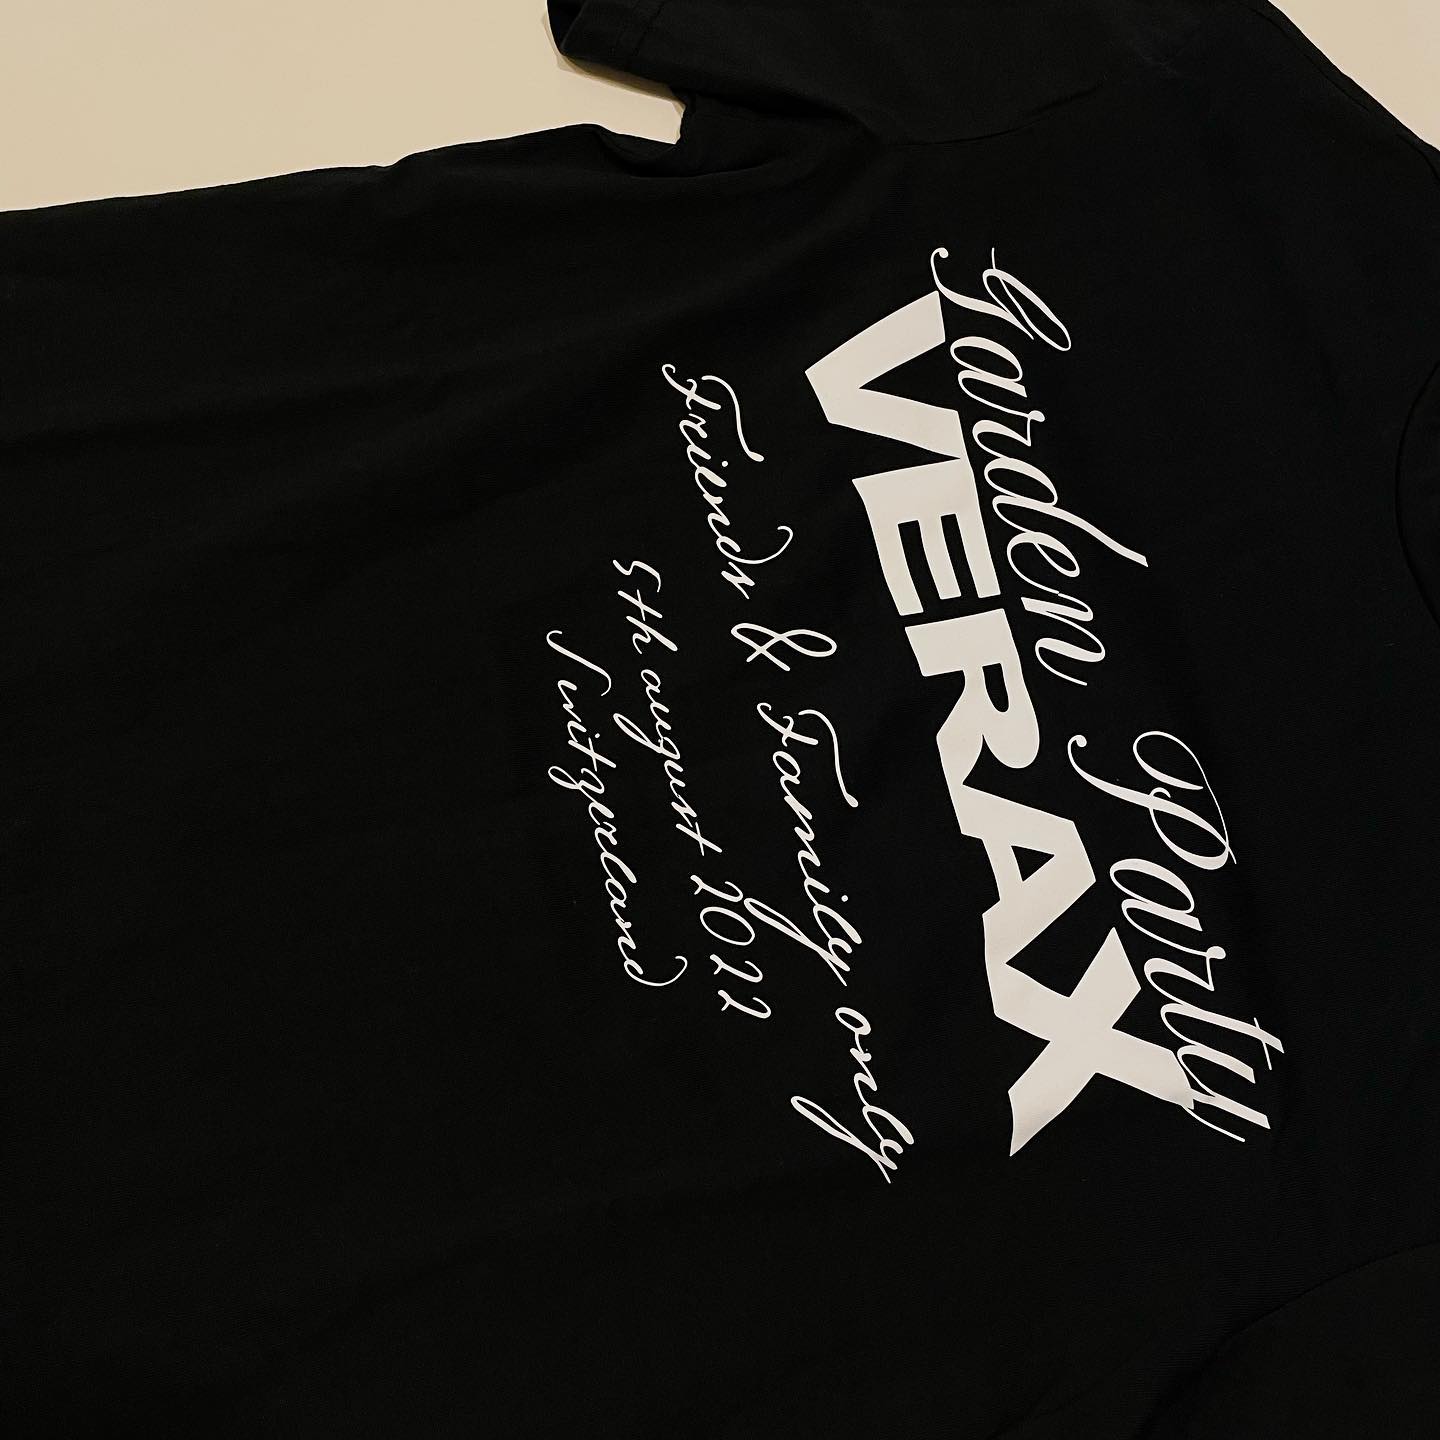 Garden Party
VERAX
Friends & Family only
5th august 2022
Switzerland